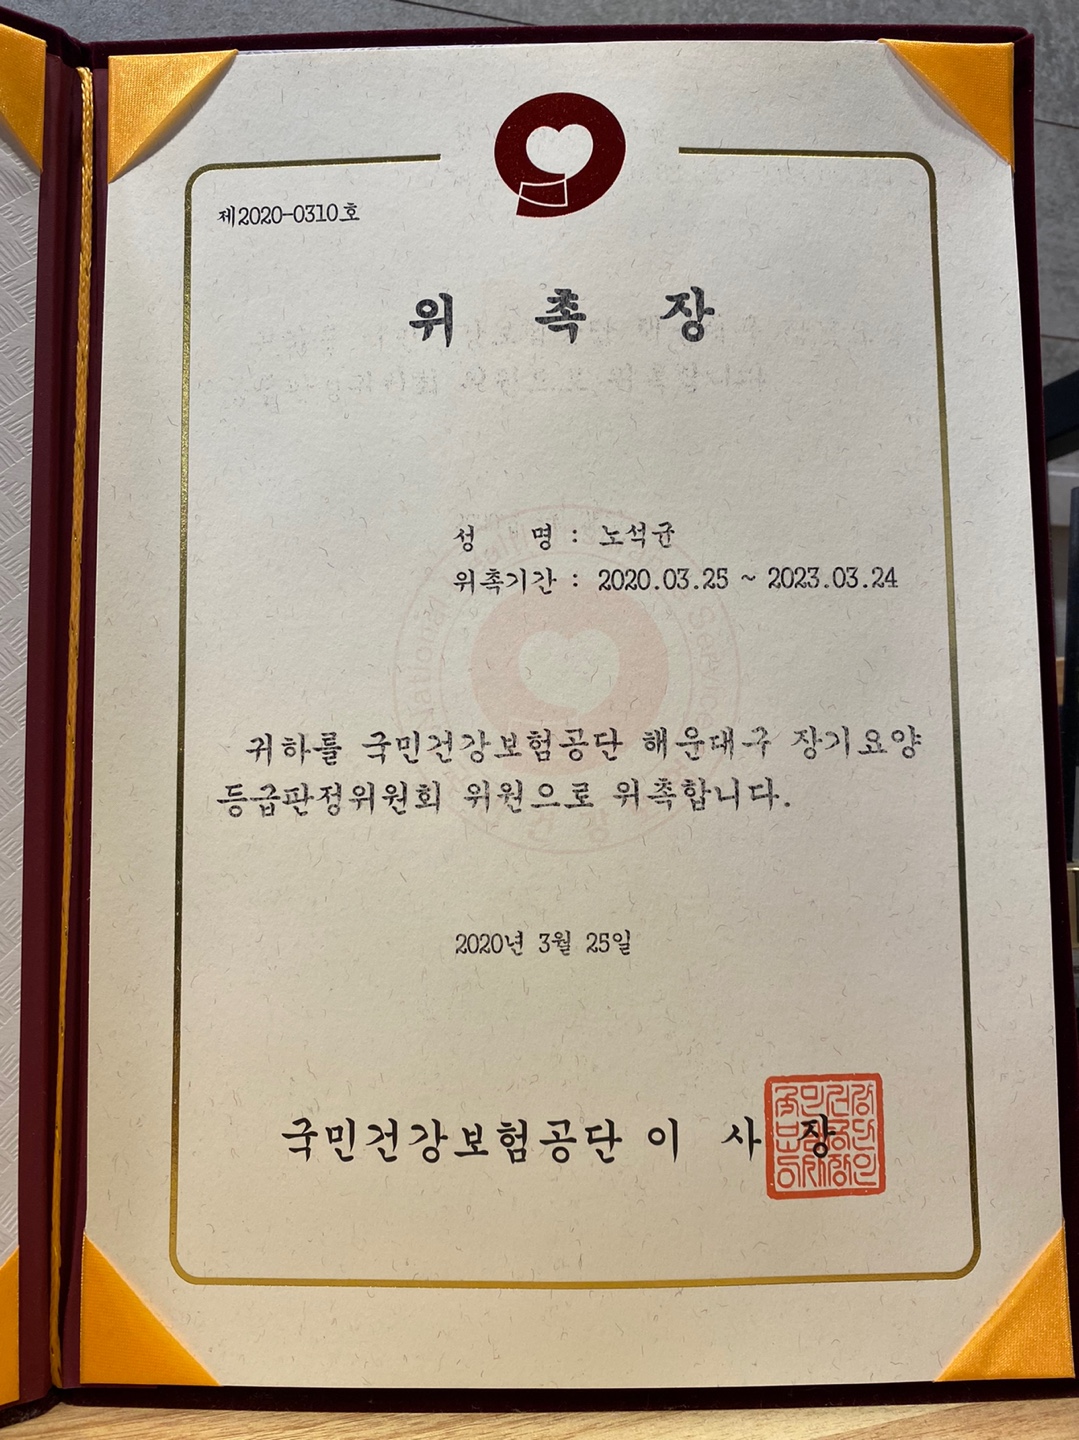 제2020-0310호
위 촉 장
성 명 : 노석균
위촉기간 : 2020.03.25 ~ 2023.03.24
귀하를 국민건강보험공단 해운대구 장기요양
등급판정위원회 위원으로 위촉합니다.
2020년 3월 25일
국민건강보험공단 이 사 장